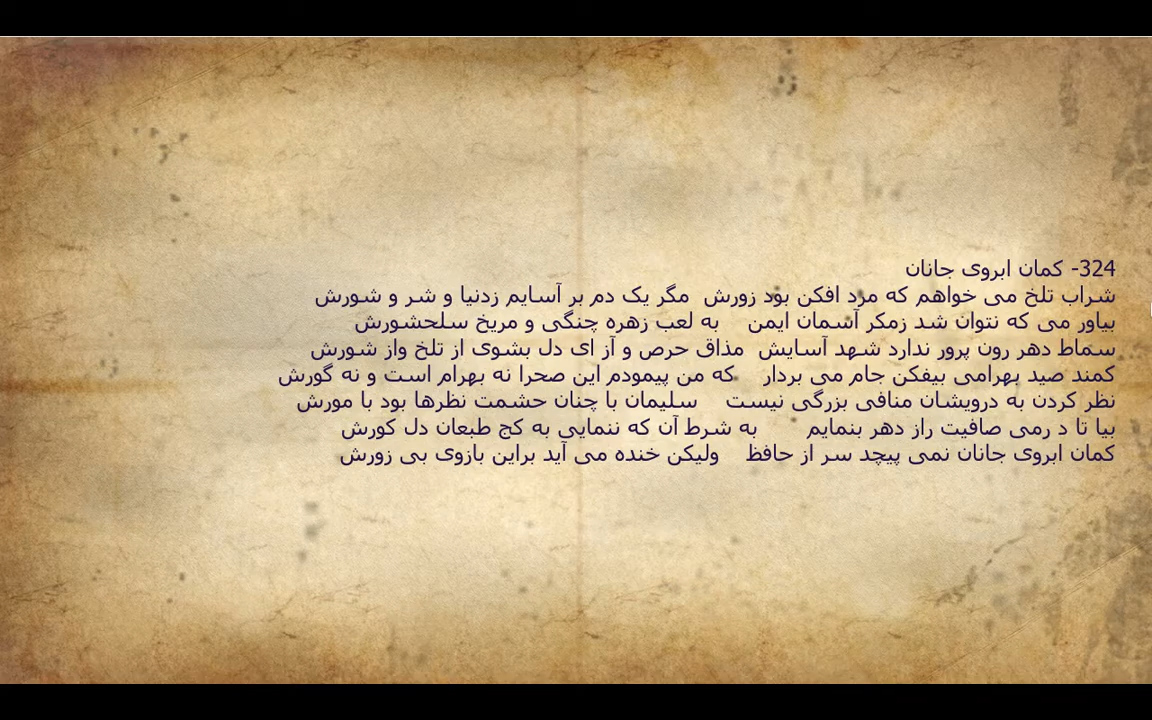 324- کمان ابروی جانان
شراب تلخ می خواهم که مرد افکن بود زورش مگر یک دم بر آسایم زدنیا و شر و شورش
بیاور می که نتوان شد زمکر آسمان ایمن به لعب زهره چنگی و مریخ سلحشورش
سماط دهر رون پرور ندارد شهد آسایش مذاق حرص و آز ای دل بشوی از تلخ واز شورش
کمند صید بهرامی بیفکن جام می بردار که من پیمودم این صحرا نه بهرام است و نه گورش
نظر کردن به درویشان منافی بزرگی نیست سلیمان با چنان حشمت نظرها بود با مورش
بیا تا د رمی صافیت راز دهر بنمایم به شرط آن که ننمایی به کج طبعان دل کورش
کمان ابروی جانان نمی پیچد سر از حافظ ولیکن خنده می آید براین بازوی بی زورش